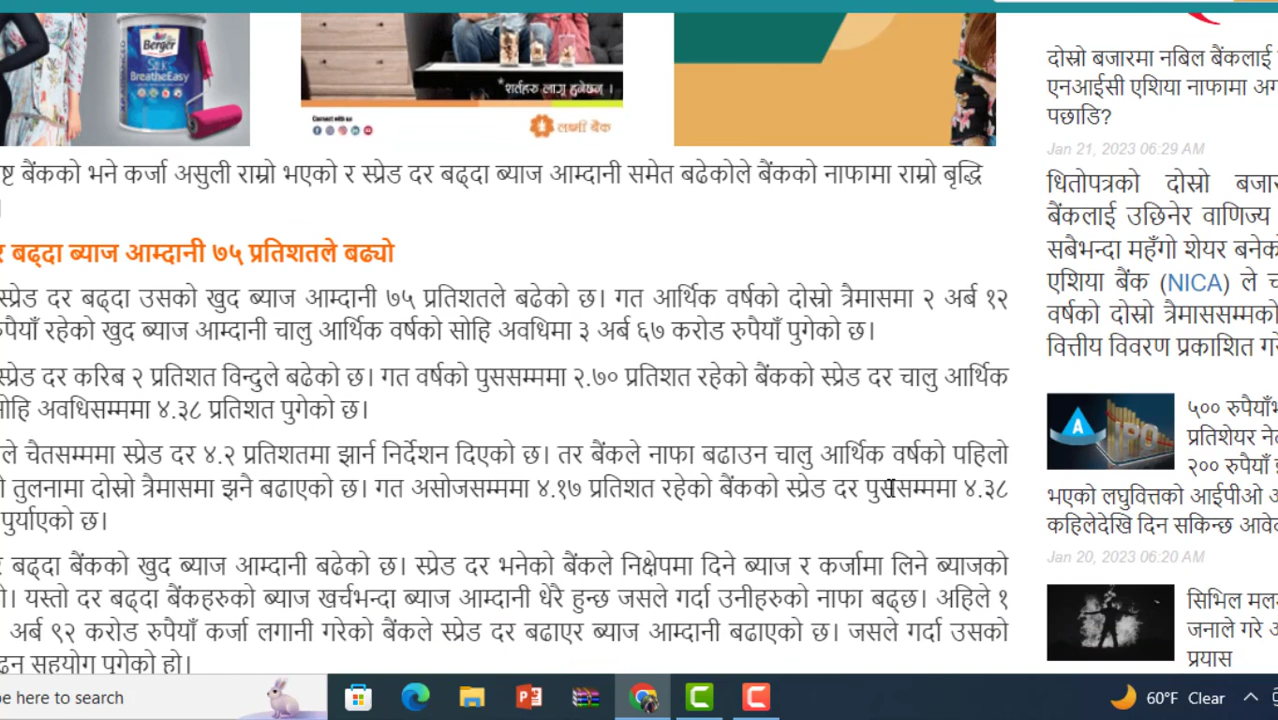 Berger
Silk
BreatheEasy
*शर्तहरु लागू हुनेछन् ।
Connect with us
लक्ष्मी बैंक
ष्ट बैंकको भने कर्जा असुली राम्रो भएको र स्प्रेड दर बढ्दा ब्याज आम्दानी समेत बढेकोले बैंकको नाफामा राम्रो बृद्धि
।
र बढ्दा ब्याज आम्दानी ७५ प्रतिशतले बढ्यो
स्प्रेड दर बढ्दा उसको खुद ब्याज आम्दानी ७५ प्रतिशतले बढेको छ। गत आर्थिक वर्षको दोस्रो त्रैमासमा २ अर्ब १२
रुपैयाँ रहेको खुद ब्याज आम्दानी चालु आर्थिक वर्षको सोहि अवधिमा ३ अर्ब ६७ करोड रुपैयाँ पुगेको छ।
स्प्रेड दर करिब २ प्रतिशत विन्दुले बढेको छ। गत वर्षको पुससम्ममा २.७० प्रतिशत रहेको बैंकको स्प्रेड दर चालु आर्थिक
सोहि अवधिसम्ममा ४.३८ प्रतिशत पुगेको छ।
ले चैतसम्ममा स्प्रेड दर ४.२ प्रतिशतमा झार्न निर्देशन दिएको छ। तर बैंकले नाफा बढाउन चालु आर्थिक वर्षको पहिलो
ो तुलनामा दोस्रो त्रैमासमा झनै बढाएको छ। गत असोजसम्ममा ४.१७ प्रतिशत रहेको बैंकको स्प्रेड दर पुससम्ममा ४.३८
पुर्याएको छ।
र बढ्दा बैंकको खुद ब्याज आम्दानी बढेको छ। स्प्रेड दर भनेको बैंकले निक्षेपमा दिने ब्याज र कर्जामा लिने ब्याजको
ो। यस्तो दर बढ्दा बैंकहरुको ब्याज खर्चभन्दा ब्याज आम्दानी धेरै हुन्छ जसले गर्दा उनीहरुको नाफा बढ्छ। अहिले १
अर्ब ९२ करोड रुपैयाँ कर्जा लगानी गरेको बैंकले स्प्रेड दर बढाएर ब्याज आम्दानी बढाएको छ। जसले गर्दा उसको
ढ्न सहयोग पुगेको हो।
दोस्रो बजारमा नबिल बैंकलाई
एनआईसी एशिया नाफामा अग
पछाडि?
Jan 21, 2023 06:29 AM
धितोपत्रको दोस्रो बजार
बैंकलाई उछिनेर वाणिज्य
सबैभन्दा महँगो शेयर बनेको
एशिया बैंक (NICA) ले च
वर्षको दोस्रो त्रैमाससम्मको
वित्तीय विवरण प्रकाशित गरे
IPO
५०० रुपैयाँभ
प्रतिशेयर नेट
२०० रुपैयाँ
भएको लघुवित्तको आईपीओ
कहिलेदेखि दिन सकिन्छ आवे
Jan 20, 2023 06:20 AM
सिभिल मल
जनाले गरे
प्रयास
pe here to search
60°F Clear